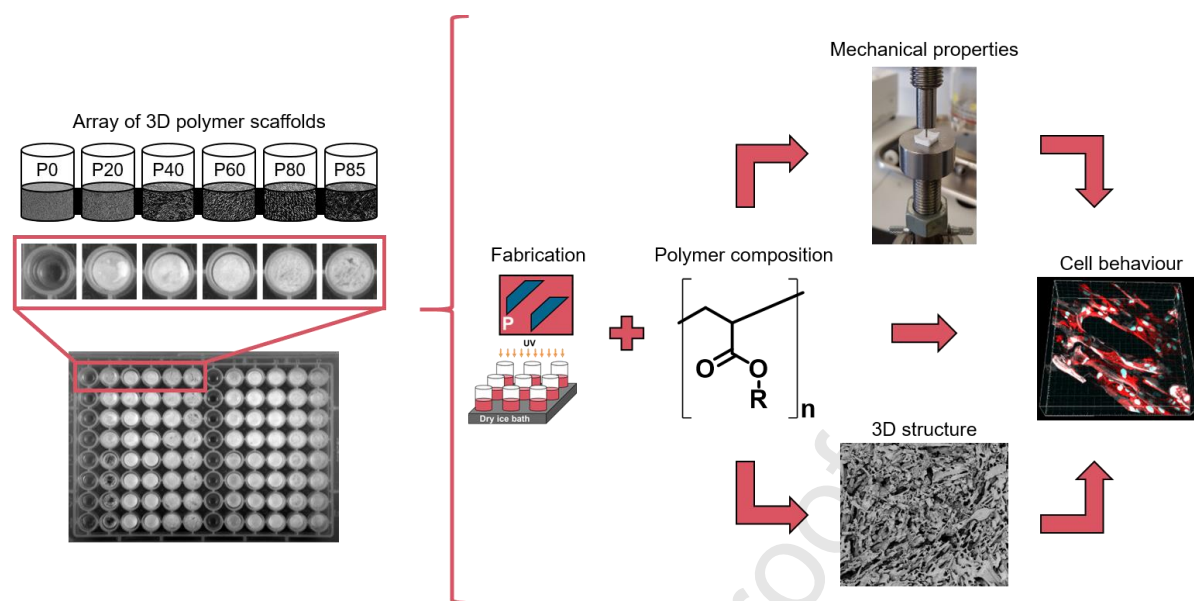 Array of 3D polymer scaffolds
P0 P20 P40 P60 P80 P85
Fabrication
P
UV
Dry ice bath
Polymer composition
O
O
R
n
Mechanical properties
3D structure
Cell behaviour
roof